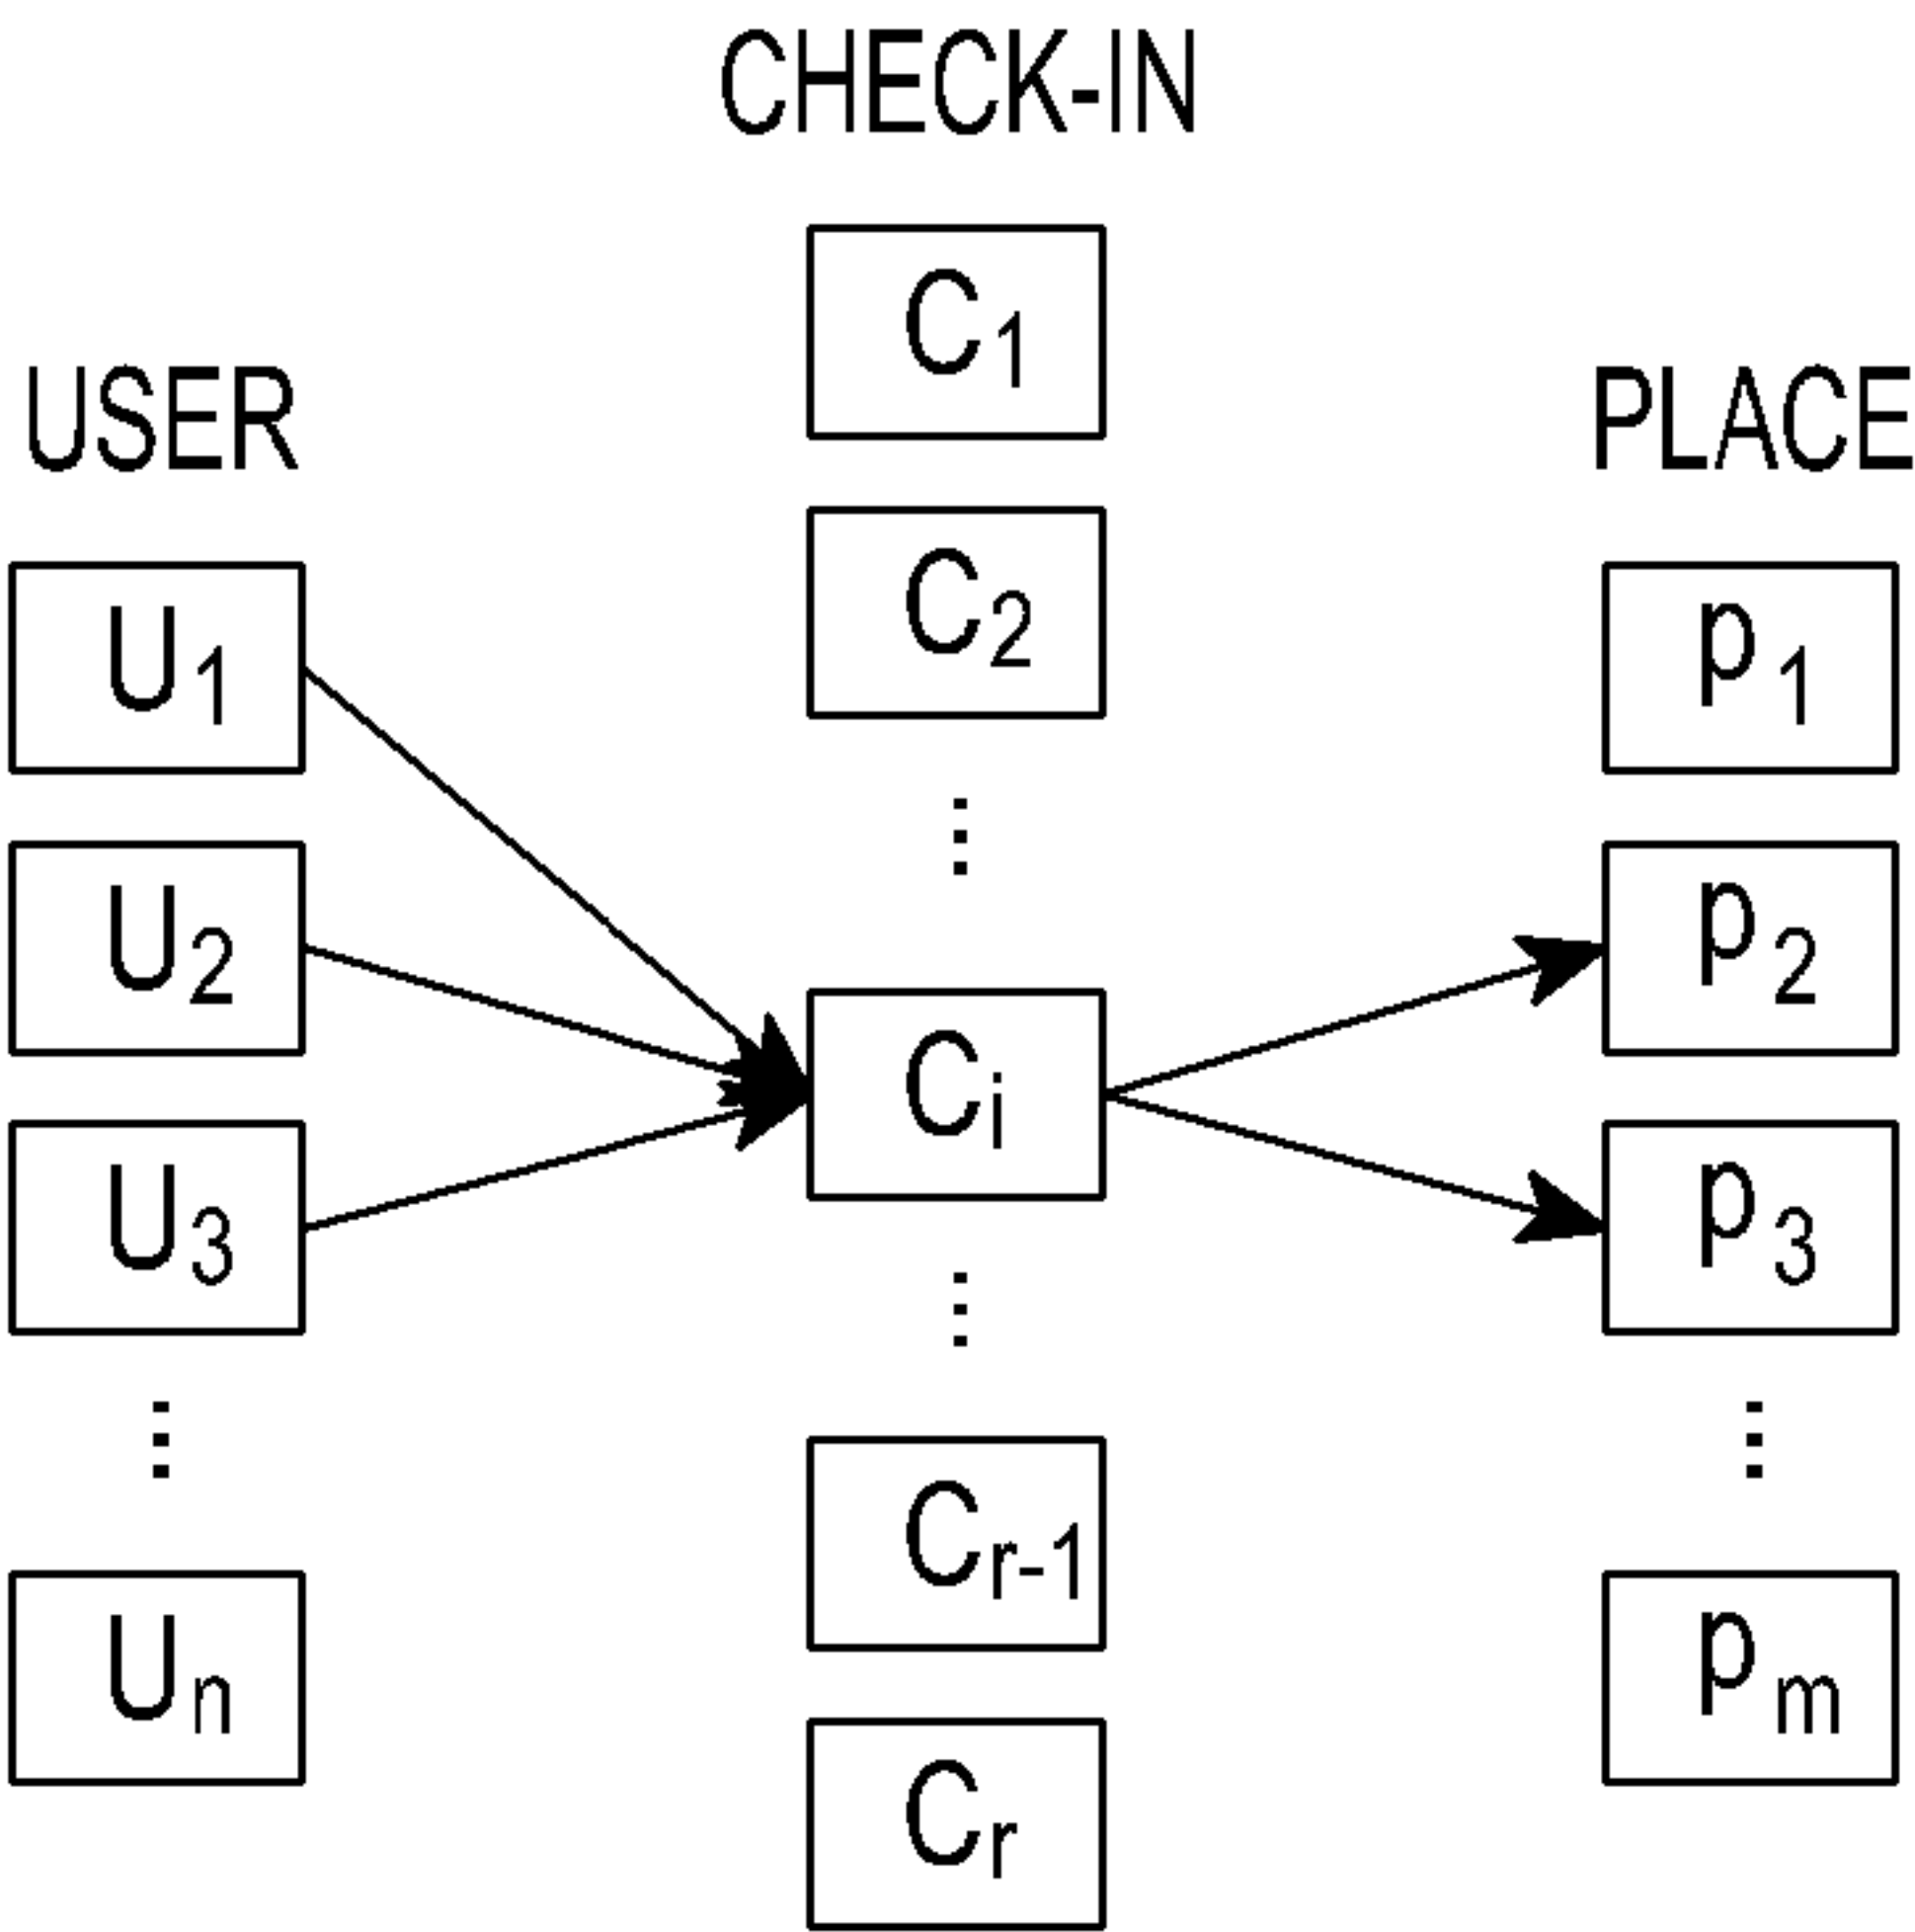 CHECK-IN
C1
USER
PLACE
C2
U1
p1
⋮
U2
p2
Ci
U3
p3
⋮
⋮
⋮
Cr-1
Un
pm
Cr